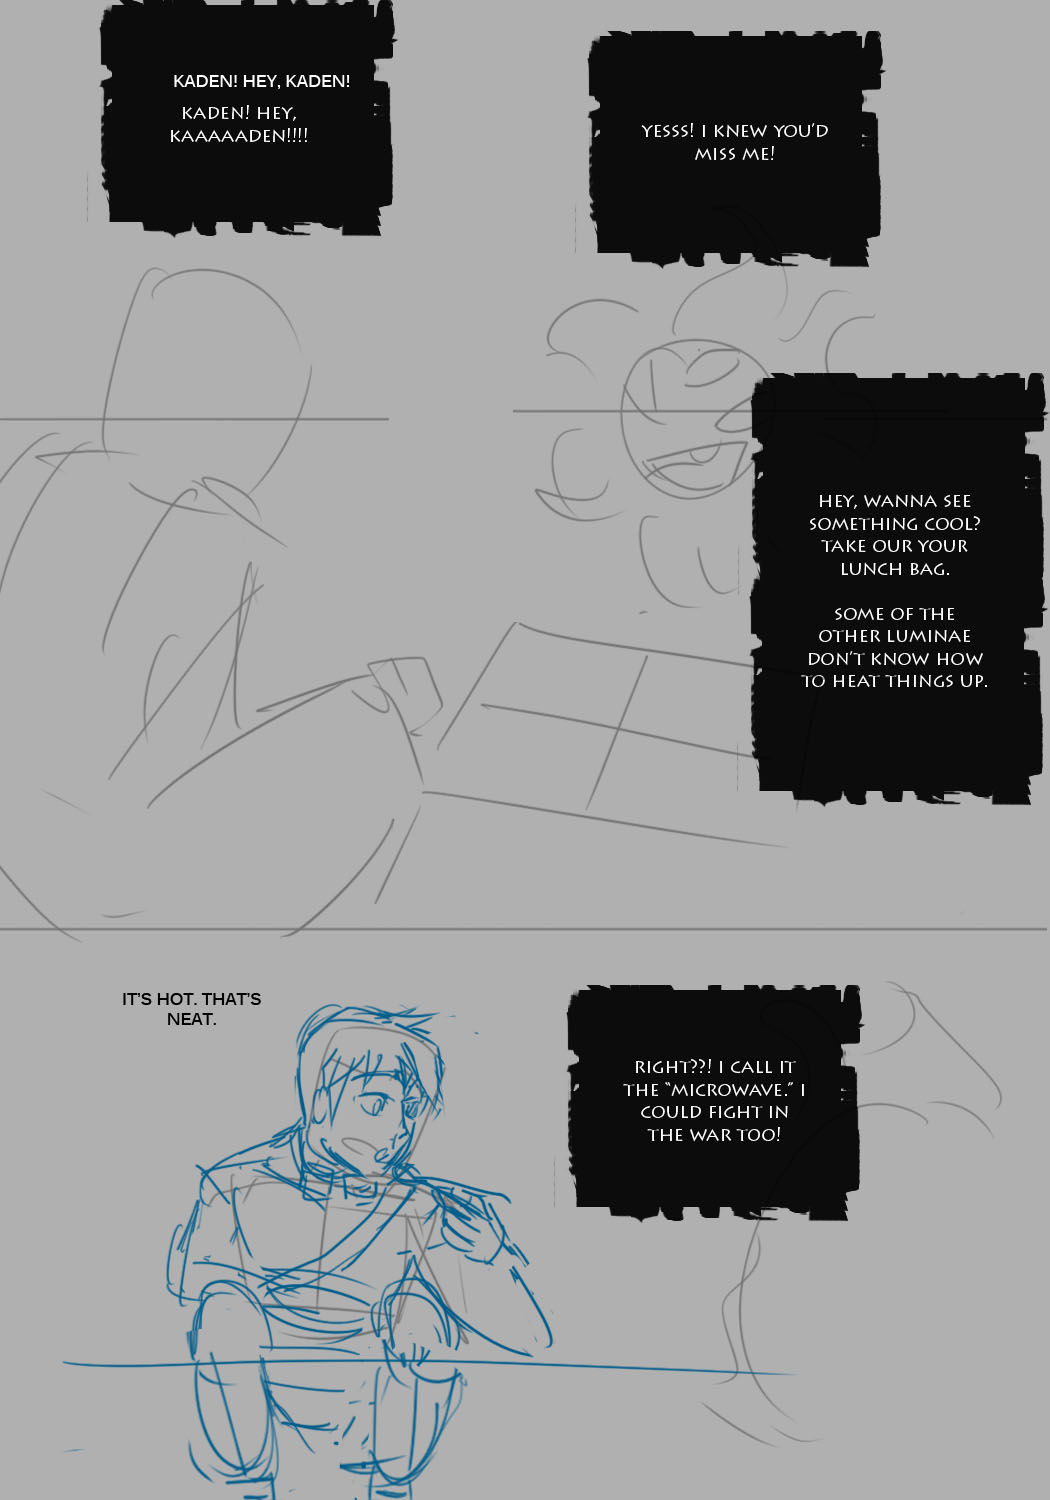 KADEN! HEY, KADEN!
KADEN! HEY,
KAAAAADEN!!!!
YESSS! I KNEW YOU'D
MISS ME!
HEY, WANNA SEE
SOMETHING COOL?
TAKE OUR YOUR
LUNCH BAG.
SOME OF THE
OTHER LUMINAE
DON'T KNOW HOW
TO HEAT THINGS UP.
IT'S HOT. THAT'S
NEAT.
RIGHT??! I CALL IT
THE "MICROWAVE." I
COULD FIGHT IN
THE WAR TOO!